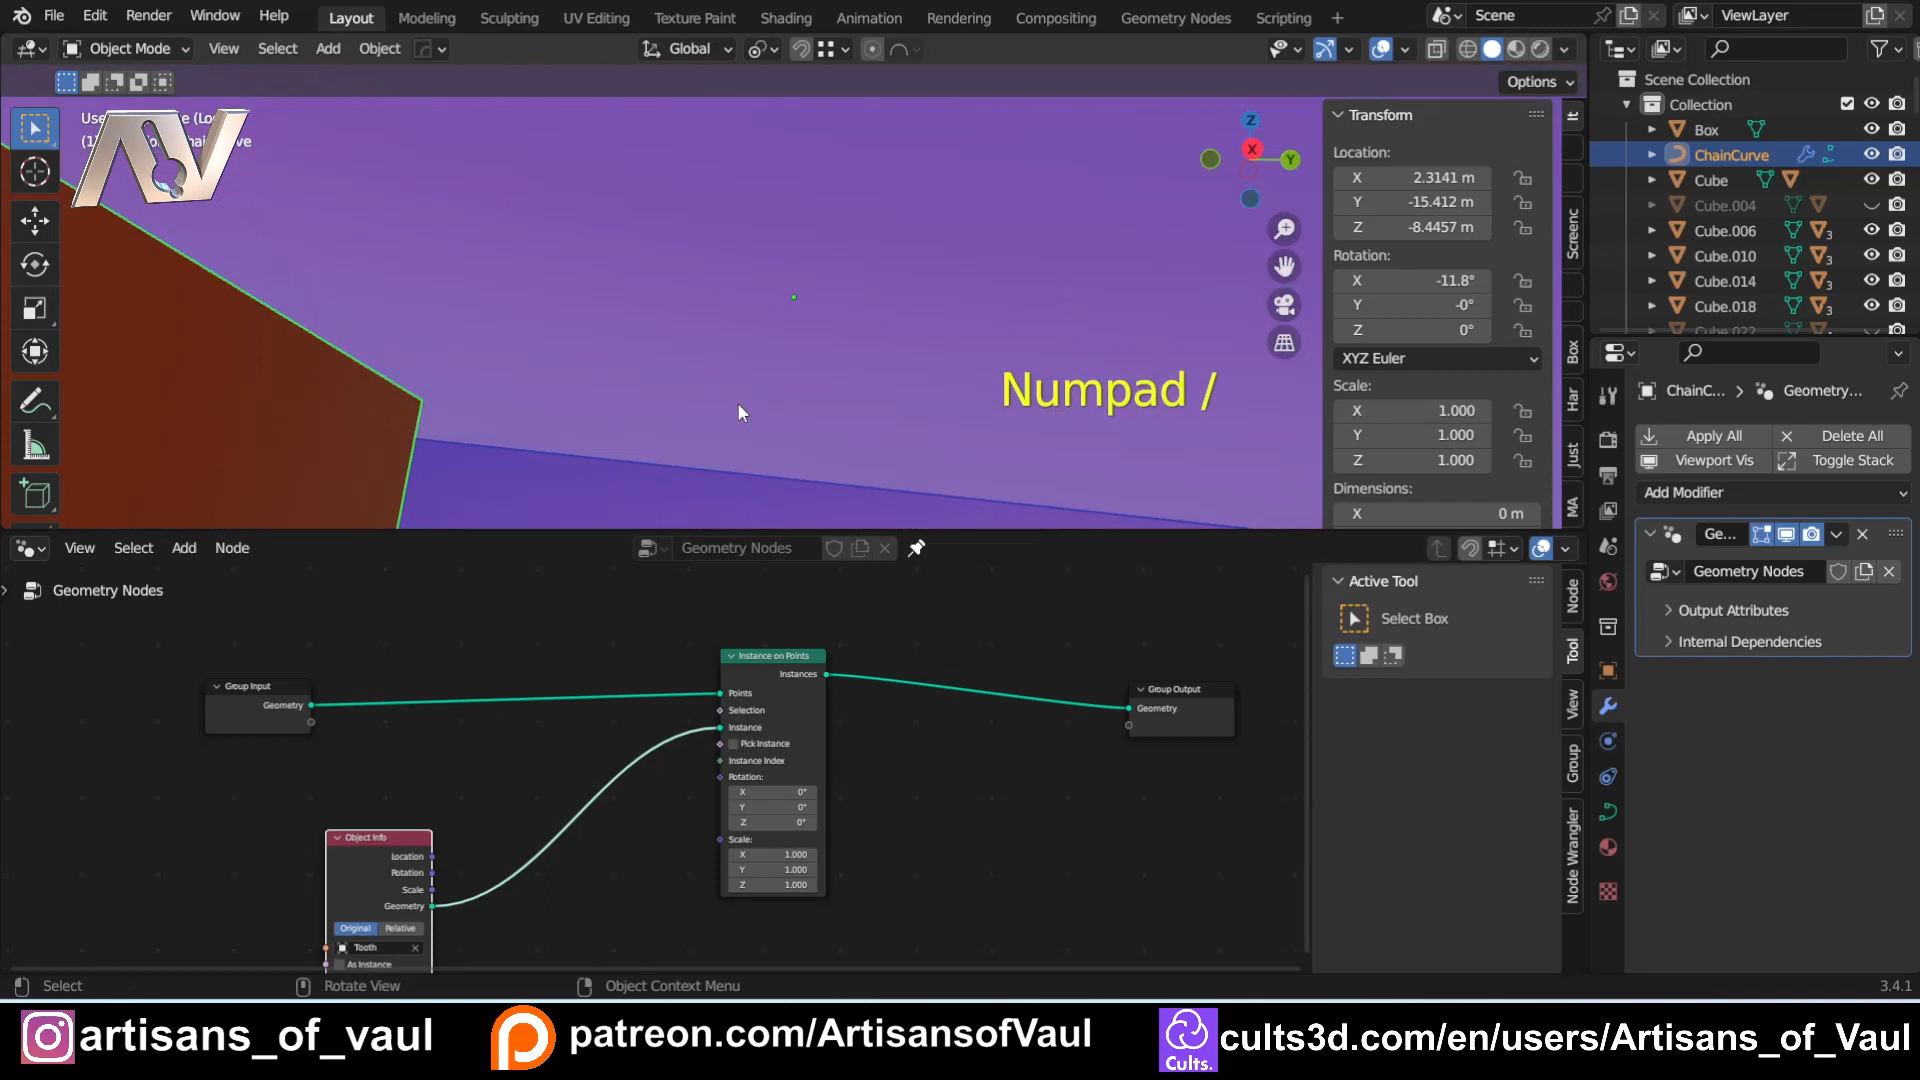 File Edit Render Window Help Layout Modeling Sculpting UV Editing Texture Paint Shading Animation Rendering Compositing Geometry Nodes Scripting + Scene ViewLayer
Object Mode View Select Add Object Global
Options
Scene Collection
Collection
Box
ChainCurve
Cube
Cube.004
Cube.006
Cube.010
Cube.014
Cube.018
Cube.022
AV
Z
X
Y
Transform
Location:
X 2.3141 m
Y -15.412 m
Z -8.4457 m
Rotation:
X -11.8°
Y -0°
Z 0°
XYZ Euler
Scale:
X 1.000
Y 1.000
Z 1.000
Dimensions:
X 0 m
It
Screenc
Box
Har
Just
MA
Numpad /
ChainC... > Geometry...
Apply All Delete All
Viewport Vis Toggle Stack
Add Modifier
Ge...
Geometry Nodes
Output Attributes
Internal Dependencies
View Select Add Node Geometry Nodes
Geometry Nodes
Active Tool
Select Box
Node
Tool
View
Group
Node Wrangler
Group Input
Geometry
Instance on Points
Instances
Points
Selection
Instance
Pick Instance
Instance Index
Rotation:
X 0°
Y 0°
Z 0°
Scale:
X 1.000
Y 1.000
Z 1.000
Group Output
Geometry
Object Info
Location
Rotation
Scale
Geometry
Original Relative
Tooth
As Instance
Select Rotate View Object Context Menu 3.4.1
artisans_of_vaul patreon.com/ArtisansofVaul Cults. cults3d.com/en/users/Artisans_of_Vaul